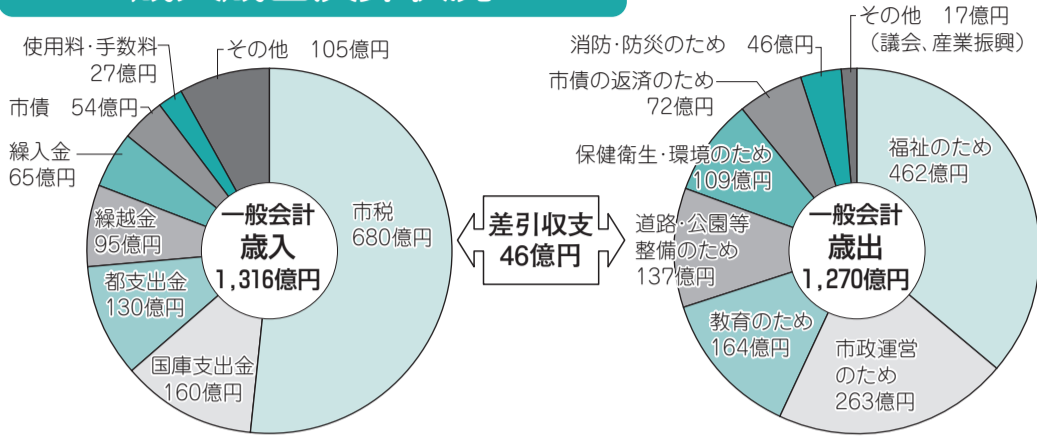 使用料・手数料
27億円
その他 105億円
市債 54億円
繰入金
65億円
繰越金
95億円
都支出金
130億円
国庫支出金
160億円
市税
680億円
一般会計
歳入
1,316億円
差引収支
46億円
その他 17億円
（議会、産業振興）
消防・防災のため 46億円
市債の返済のため
72億円
保健衛生・環境のため
109億円
道路・公園等
整備のため
137億円
教育のため
164億円
市政運営
のため
263億円
福祉のため
462億円
一般会計
歳出
1,270億円